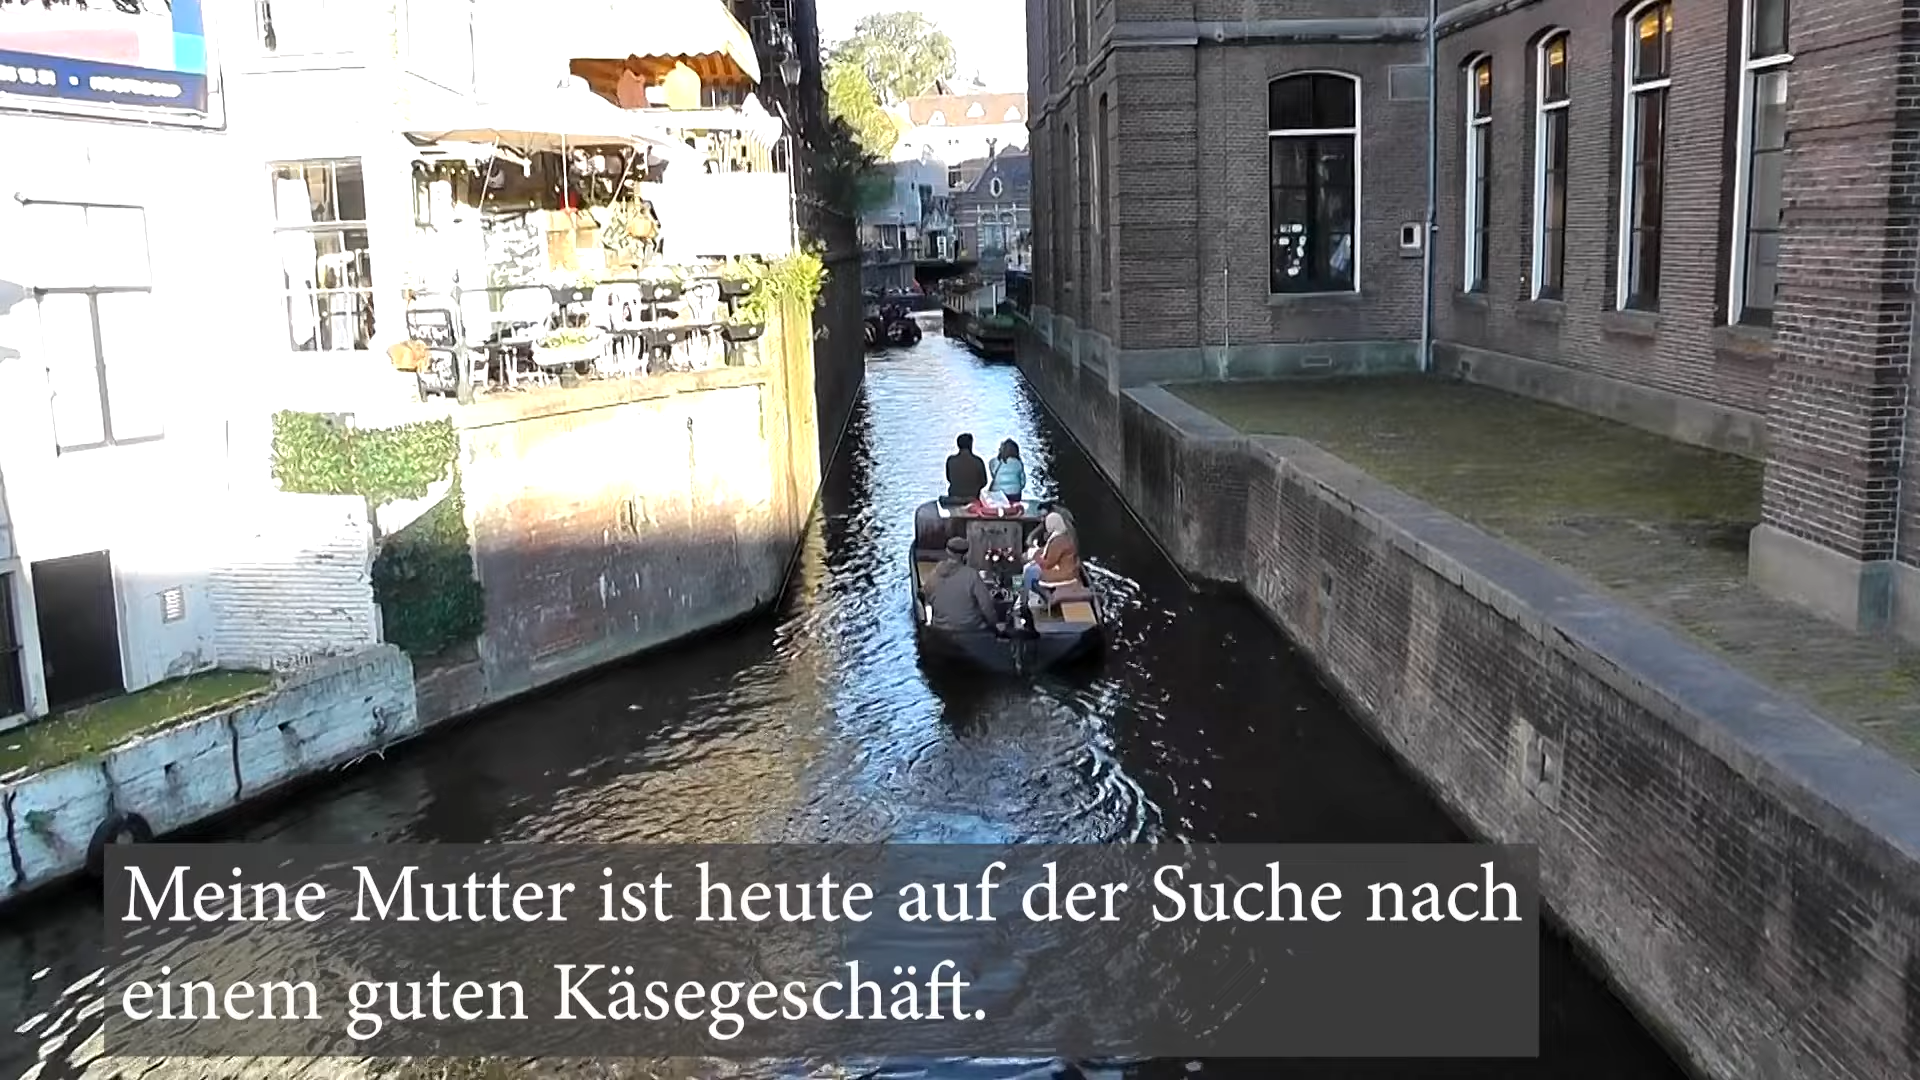 Meine Mutter ist heute auf der Suche nach
einem guten Käsegeschäft.